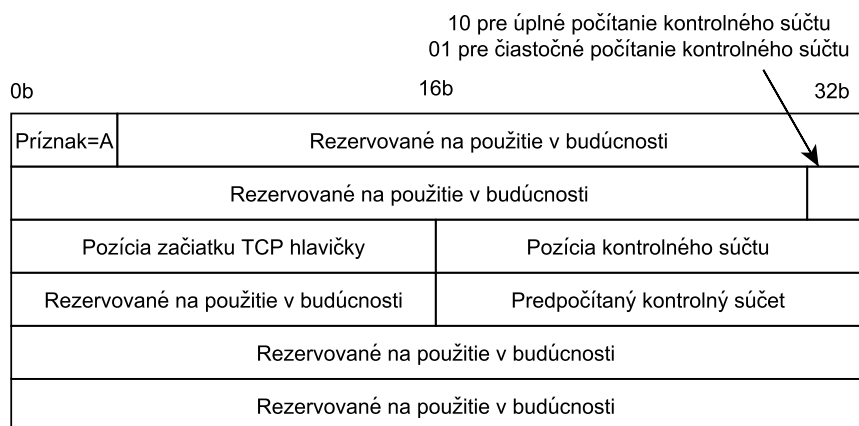 10 pre úplné počítanie kontrolného súčtu
01 pre čiastočné počítanie kontrolného súčtu
0b 16b 32b
Príznak=A Rezervované na použitie v budúcnosti
Rezervované na použitie v budúcnosti
Pozícia začiatku TCP hlavičky Pozícia kontrolného súčtu
Rezervované na použitie v budúcnosti Predpočítaný kontrolný súčet
Rezervované na použitie v budúcnosti
Rezervované na použitie v budúcnosti